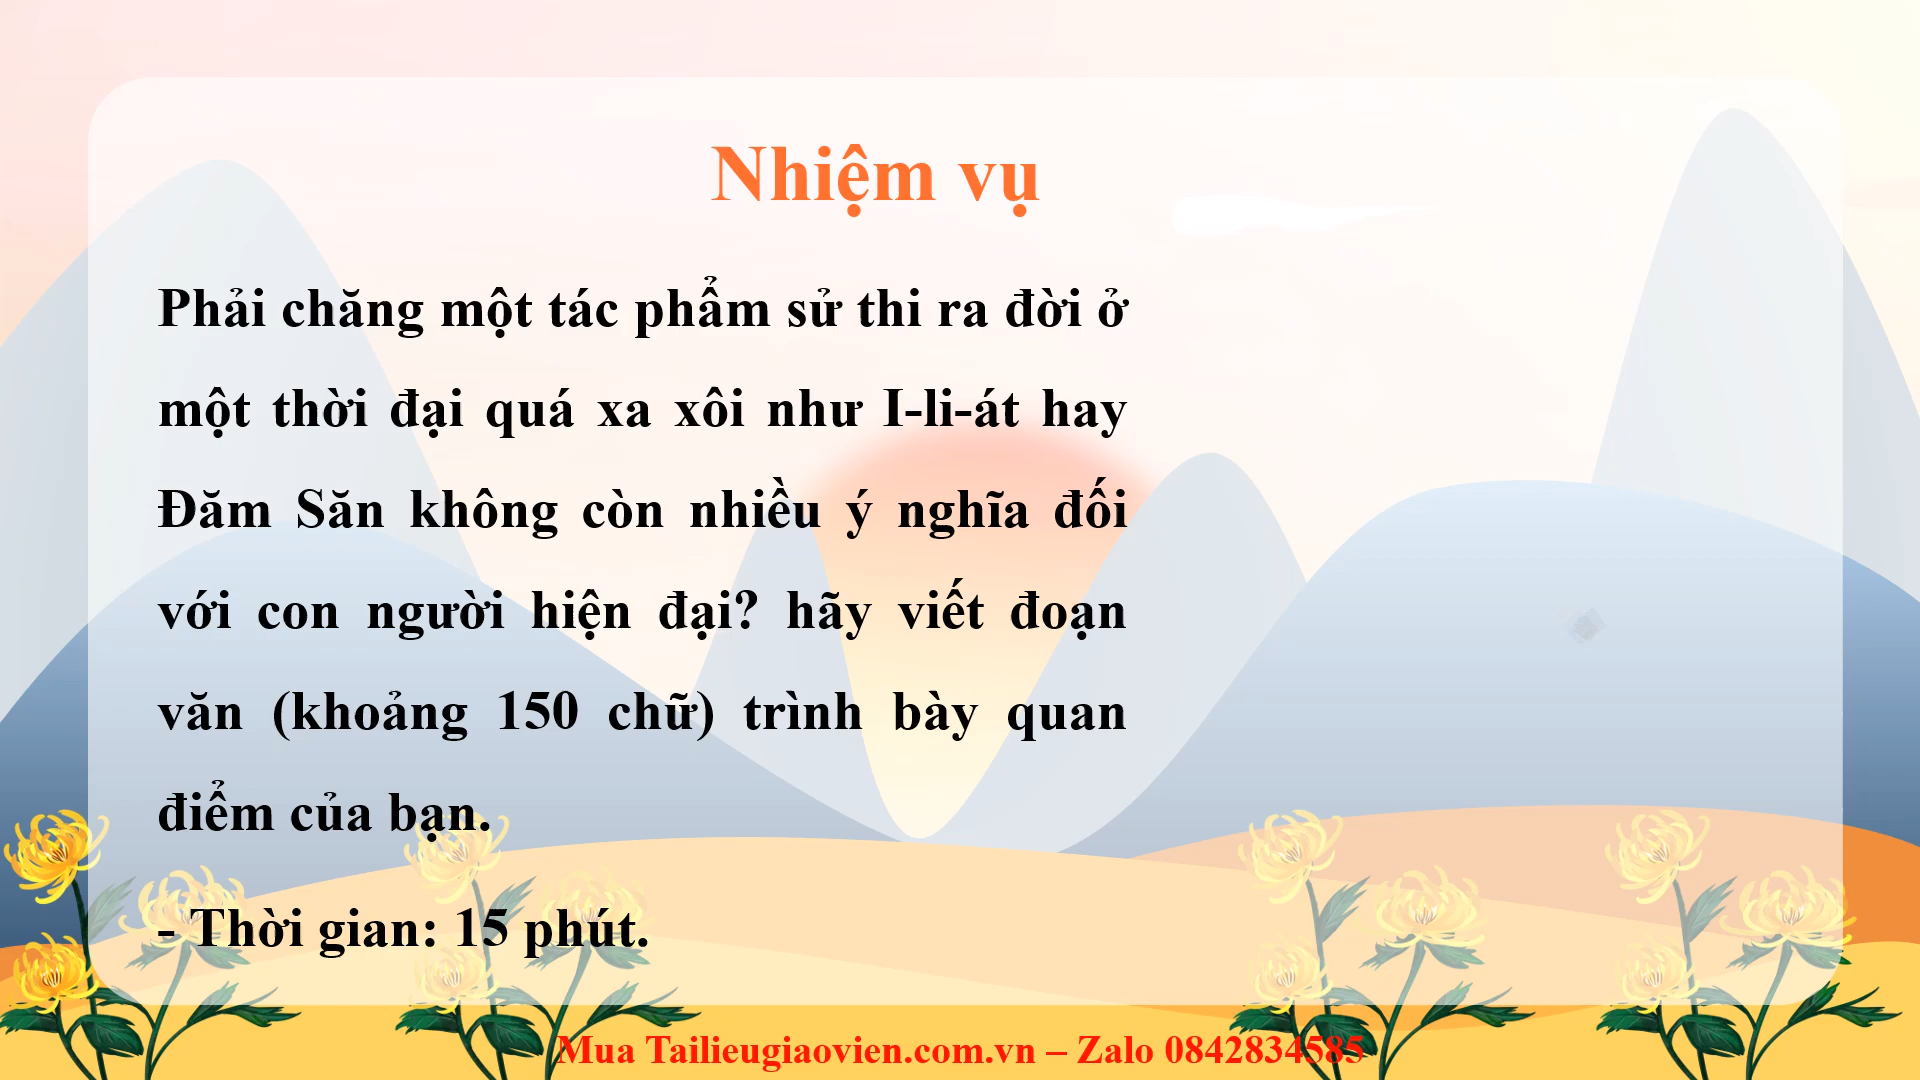 Nhiệm vụ
Phải chăng một tác phẩm sử thi ra đời ở
một thời đại quá xa xôi như I-li-át hay
Đăm Săn không còn nhiều ý nghĩa đối
với con người hiện đại? hãy viết đoạn
văn (khoảng 150 chữ) trình bày quan
điểm của bạn.
- Thời gian: 15 phút.
Mua Tailieugiaovien.com.vn – Zalo 0842834585